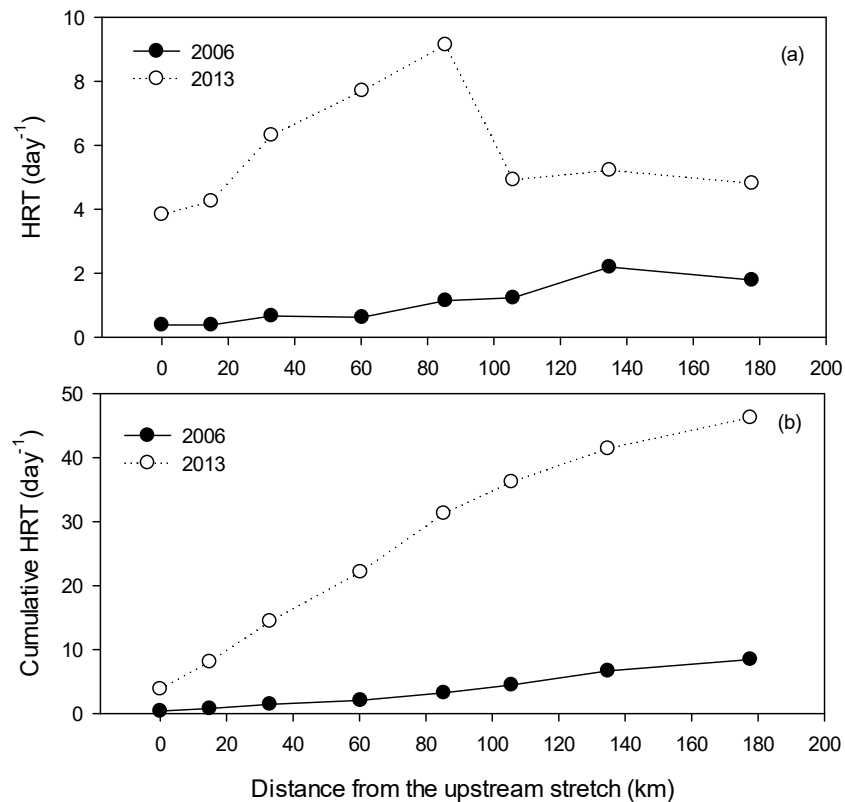 10
2006
(a)
2013
8
6
4
2
0
HRT (day-1)
0 20 40 60 80 100 120 140 160 180 200
50
2006
(b)
2013
40
30
20
10
0
Cumulative HRT (day-1)
0 20 40 60 80 100 120 140 160 180 200
Distance from the upstream stretch (km)